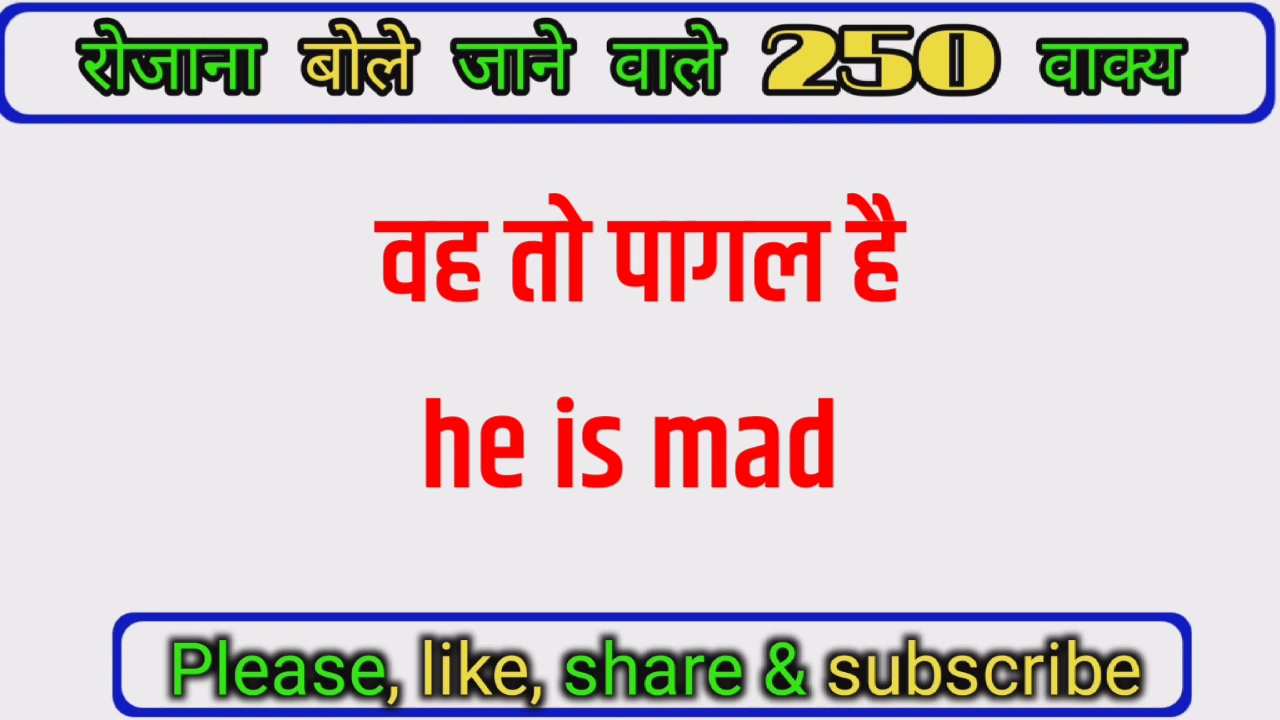 रोजाना बोले जाने वाले 250 वाक्य
वह तो पागल है
he is mad
Please, like, share & subscribe